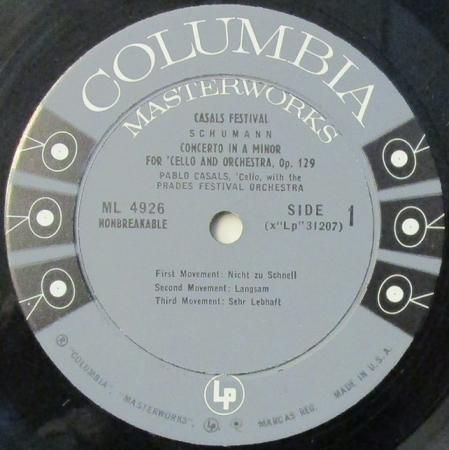 COLUMBIA
MASTERWORKS
CASALS FESTIVAL
SCHUMANN
CONCERTO IN A MINOR
FOR 'CELLO AND ORCHESTRA, Op. 129
PABLO CASALS, 'Cello, with the
PRADES FESTIVAL ORCHESTRA
ML 4926
NONBREAKABLE
SIDE 1
(x"Lp"31207)
First Movement: Nicht zu Schnell
Second Movement: Langsam
Third Movement: Sehr Lebhaft
® "COLUMBIA", "MASTERWORKS", Lp MARCAS REG. MADE IN U.S.A.